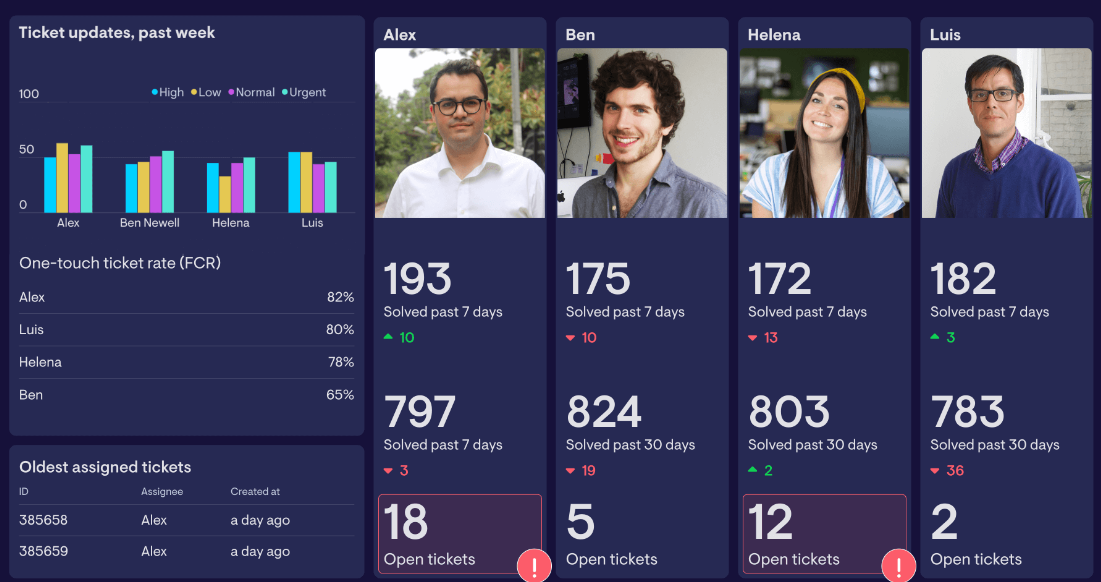 Ticket updates, past week
High Low Normal Urgent
100
50
0
Alex Ben Newell Helena Luis
One-touch ticket rate (FCR)
Alex 82%
Luis 80%
Helena 78%
Ben 65%
Oldest assigned tickets
ID Assignee Created at
385658 Alex a day ago
385659 Alex a day ago
Alex
193
Solved past 7 days
10
797
Solved past 7 days
3
18
Open tickets
!
Ben
175
Solved past 7 days
10
824
Solved past 30 days
19
5
Open tickets
Helena
172
Solved past 7 days
13
803
Solved past 30 days
2
12
Open tickets
!
Luis
182
Solved past 7 days
3
783
Solved past 30 days
36
2
Open tickets